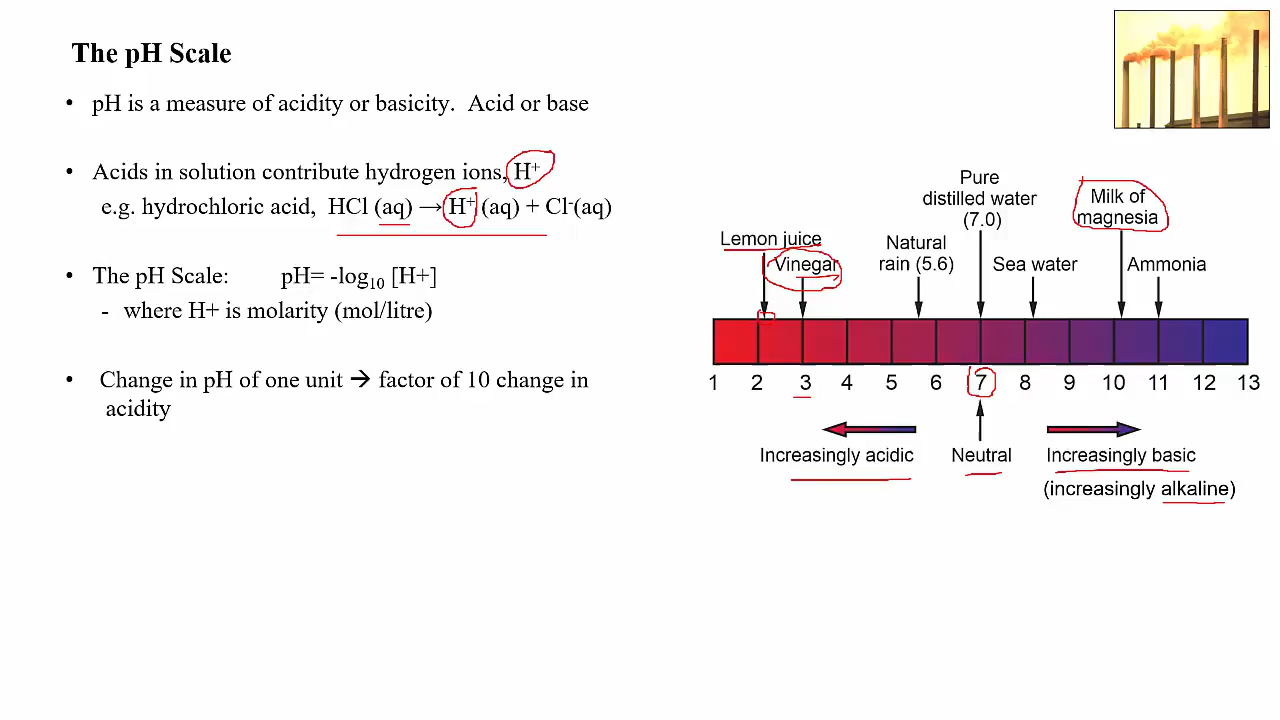 The pH Scale
• pH is a measure of acidity or basicity.  Acid or base
• Acids in solution contribute hydrogen ions, H⁺
e.g. hydrochloric acid,  HCl (aq) → H⁺ (aq) + Cl⁻(aq)
• The pH Scale:  pH= -log₁₀ [H+]
- where H+ is molarity (mol/litre)
• Change in pH of one unit → factor of 10 change in
acidity
Lemon juice
Vinegar
Natural
rain (5.6)
Pure
distilled water
(7.0)
Sea water
Milk of
magnesia
Ammonia
1 2 3 4 5 6 7 8 9 10 11 12 13
Increasingly acidic
Neutral
Increasingly basic
(increasingly alkaline)